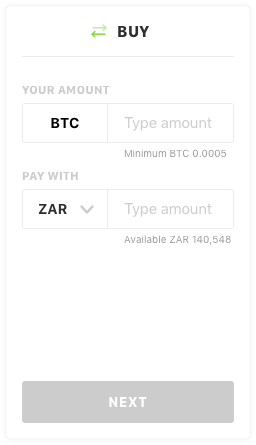 BUY
YOUR AMOUNT
BTC Type amount
Minimum BTC 0.0005
PAY WITH
ZAR Type amount
Available ZAR 140,548
NEXT